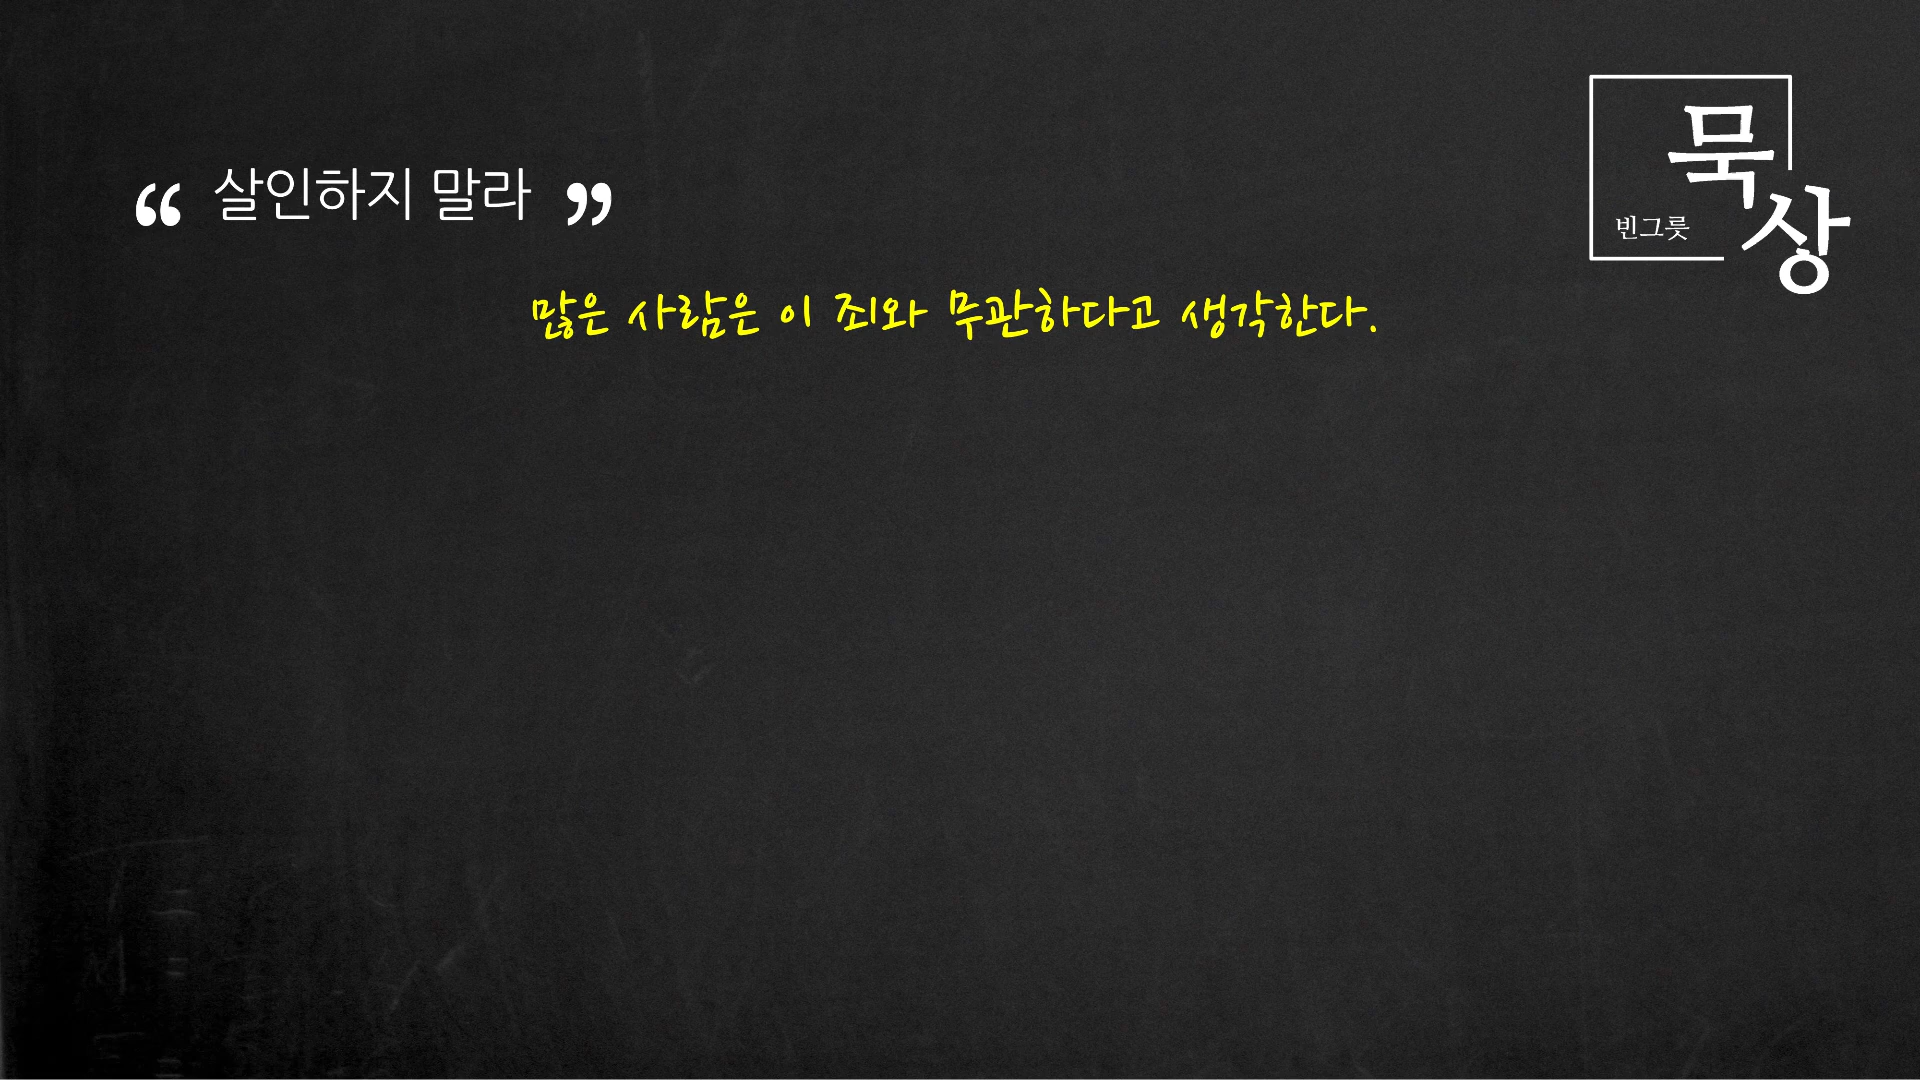 “ 살인하지 말라 ”
많은 사람은 이 죄와 무관하다고 생각한다.
묵상
빈그릇